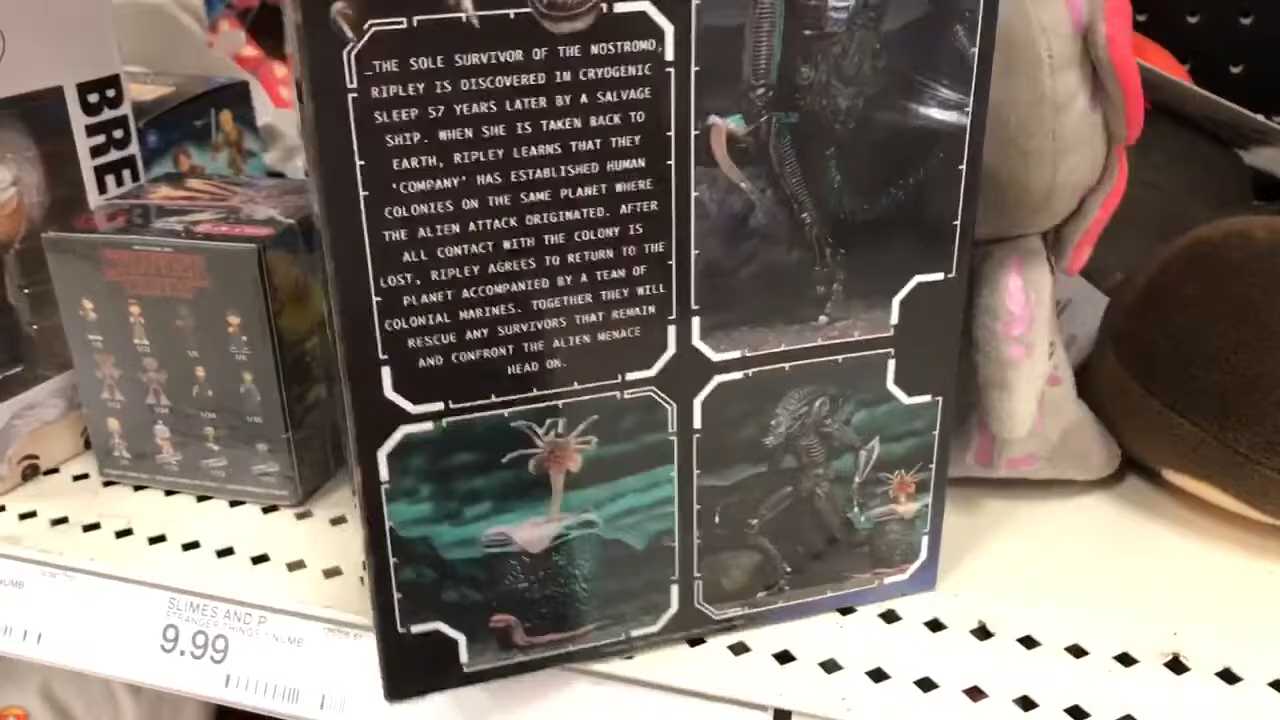 _THE SOLE SURVIVOR OF THE NOSTROMO,
RIPLEY IS DISCOVERED IN CRYOGENIC
SLEEP 57 YEARS LATER BY A SALVAGE
SHIP. WHEN SHE IS TAKEN BACK TO
EARTH, RIPLEY LEARNS THAT THEY
'COMPANY' HAS ESTABLISHED HUMAN
COLONIES ON THE SAME PLANET WHERE
THE ALIEN ATTACK ORIGINATED. AFTER
ALL CONTACT WITH THE COLONY IS
LOST, RIPLEY AGREES TO RETURN TO THE
PLANET ACCOMPANIED BY A TEAM OF
COLONIAL MARINES. TOGETHER THEY WILL
RESCUE ANY SURVIVORS THAT REMAIN
AND CONFRONT THE ALIEN MENACE
HEAD ON.
BRE
STRANGER
THINGS
SLIMES AND P
STRANGER THINGS NUMB
9.99